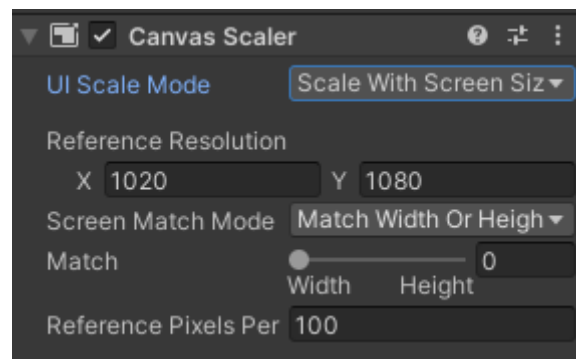 Canvas Scaler
UI Scale Mode Scale With Screen Siz
Reference Resolution
X 1020 Y 1080
Screen Match Mode Match Width Or Heigh
Match 0
Width Height
Reference Pixels Per 100